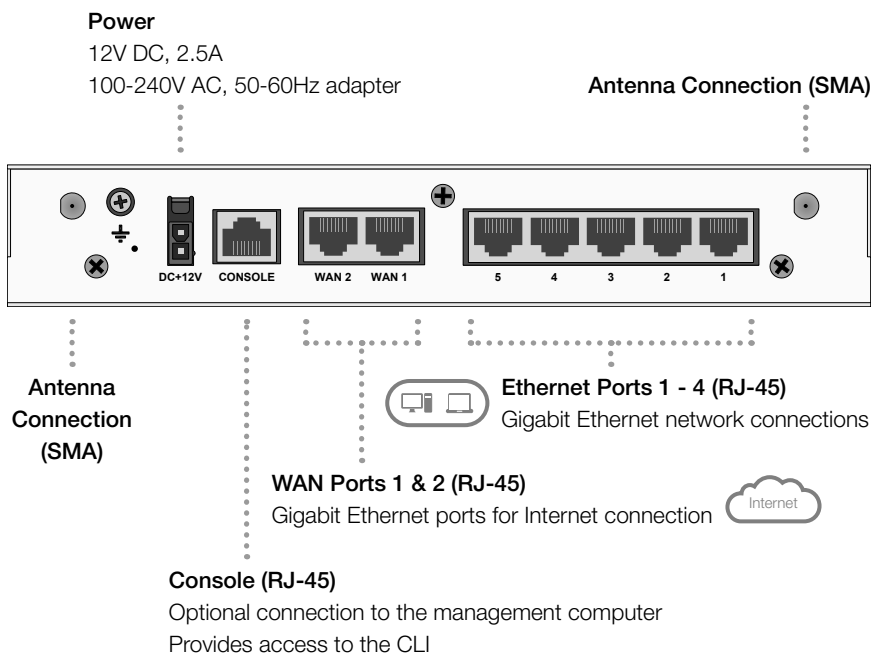 Power
12V DC, 2.5A
100-240V AC, 50-60Hz adapter
Antenna Connection (SMA)
DC+12V
CONSOLE
WAN 2
WAN 1
5
4
3
2
1
Antenna
Connection
(SMA)
Ethernet Ports 1 - 4 (RJ-45)
Gigabit Ethernet network connections
WAN Ports 1 & 2 (RJ-45)
Gigabit Ethernet ports for Internet connection
Internet
Console (RJ-45)
Optional connection to the management computer
Provides access to the CLI